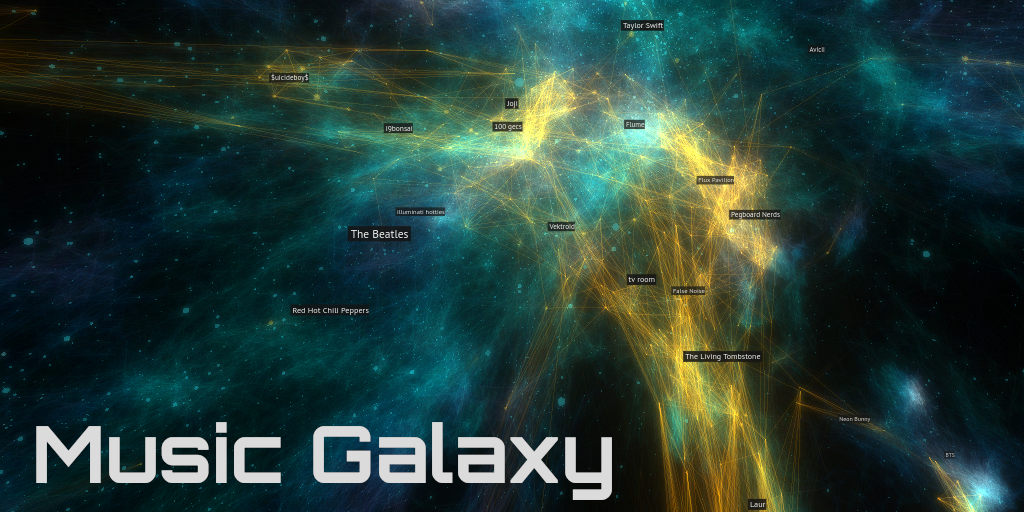 Taylor Swift
Avicii
$uicideboy$
Joji
100 gecs
Flume
i9bonsai
Flux Pavilion
illuminati hotties
Pegboard Nerds
Vektroid
The Beatles
tv room
False Noise
Red Hot Chili Peppers
The Living Tombstone
Neon Bunny
BTS
Music Galaxy
Laur